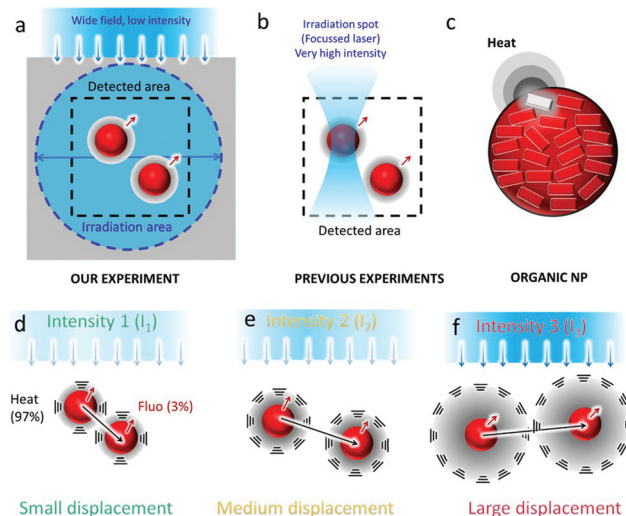 a
Wide field, low intensity
Detected area
Irradiation area
OUR EXPERIMENT
b
Irradiation spot
(Focussed laser)
Very high intensity
Detected area
PREVIOUS EXPERIMENTS
c
Heat
ORGANIC NP
d
Intensity 1 (I₁)
Heat
(97%)
Fluo (3%)
Small displacement
e
Intensity 2 (I₂)
Medium displacement
f
Intensity 3 (I₃)
Large displacement